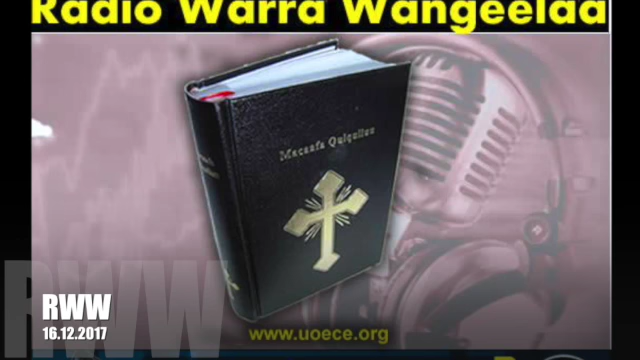 Radio Warra Wangeelaa
Macaafa Qulqulluu
www.uoece.org
RWW
RWW
16.12.2017